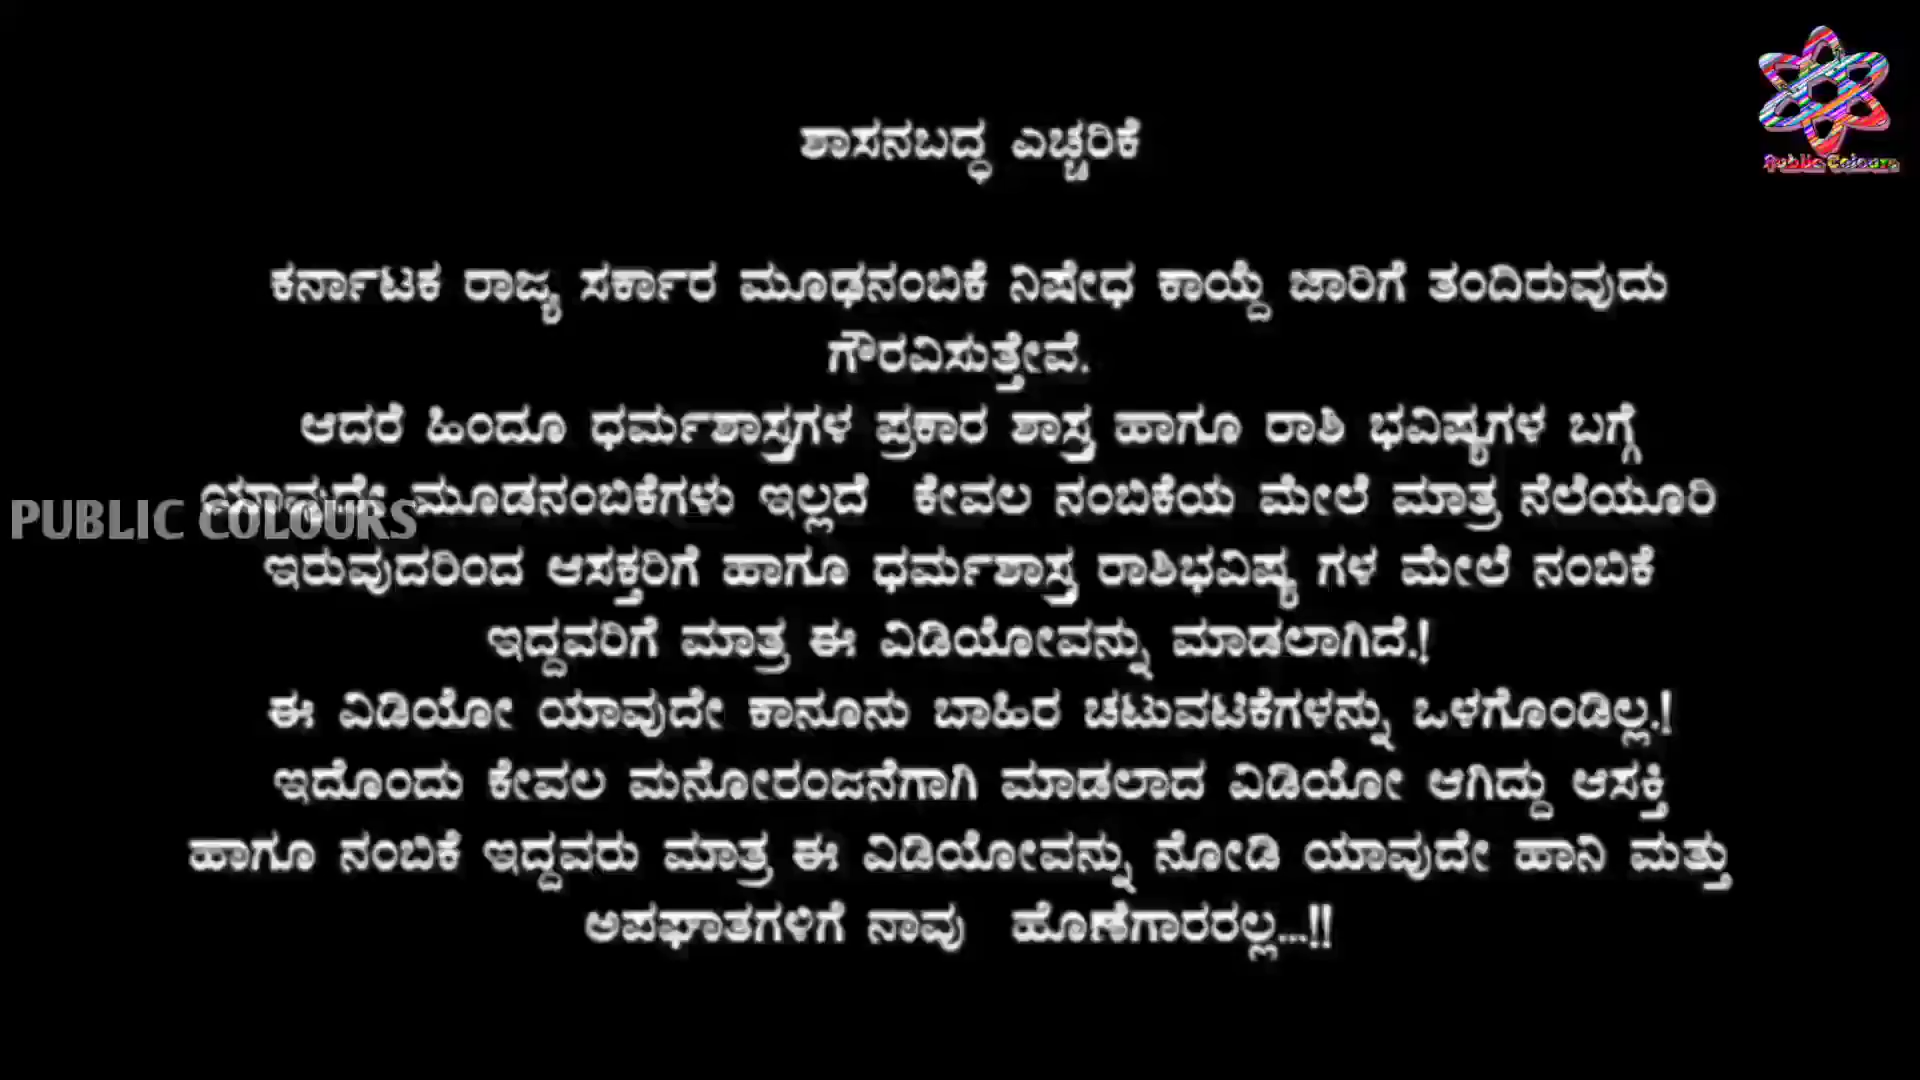 Public Colours
ಶಾಸನಬದ್ಧ ಎಚ್ಚರಿಕೆ
ಕರ್ನಾಟಕ ರಾಜ್ಯ ಸರ್ಕಾರ ಮೂಢನಂಬಿಕೆ ನಿಷೇಧ ಕಾಯ್ದೆ ಜಾರಿಗೆ ತಂದಿರುವುದು
ಗೌರವಿಸುತ್ತೇವೆ.
ಆದರೆ ಹಿಂದೂ ಧರ್ಮಶಾಸ್ತ್ರಗಳ ಪ್ರಕಾರ ಶಾಸ್ತ್ರ ಹಾಗೂ ರಾಶಿ ಭವಿಷ್ಯಗಳ ಬಗ್ಗೆ
ಯಾವುದೇ ಮೂಡನಂಬಿಕೆಗಳು ಇಲ್ಲದೆ ಕೇವಲ ನಂಬಿಕೆಯ ಮೇಲೆ ಮಾತ್ರ ನೆಲೆಯೂರಿ
PUBLIC COLOURS
ಇರುವುದರಿಂದ ಆಸಕ್ತರಿಗೆ ಹಾಗೂ ಧರ್ಮಶಾಸ್ತ್ರ ರಾಶಿಭವಿಷ್ಯ ಗಳ ಮೇಲೆ ನಂಬಿಕೆ
ಇದ್ದವರಿಗೆ ಮಾತ್ರ ಈ ವಿಡಿಯೋವನ್ನು ಮಾಡಲಾಗಿದೆ.!
ಈ ವಿಡಿಯೋ ಯಾವುದೇ ಕಾನೂನು ಬಾಹಿರ ಚಟುವಟಿಕೆಗಳನ್ನು ಒಳಗೊಂಡಿಲ್ಲ.!
ಇದೊಂದು ಕೇವಲ ಮನೋರಂಜನೆಗಾಗಿ ಮಾಡಲಾದ ವಿಡಿಯೋ ಆಗಿದ್ದು ಆಸಕ್ತಿ
ಹಾಗೂ ನಂಬಿಕೆ ಇದ್ದವರು ಮಾತ್ರ ಈ ವಿಡಿಯೋವನ್ನು ನೋಡಿ ಯಾವುದೇ ಹಾನಿ ಮತ್ತು
ಅಪಘಾತಗಳಿಗೆ ನಾವು ಹೊಣೆಗಾರರಲ್ಲ...!!